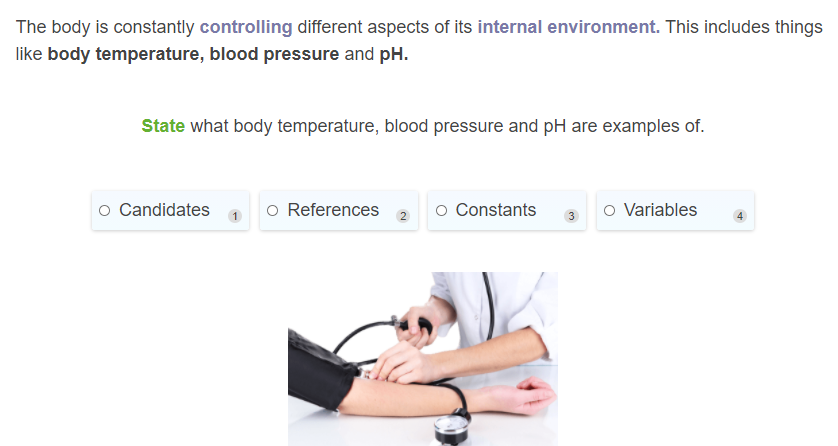 The body is constantly controlling different aspects of its internal environment. This includes things
like body temperature, blood pressure and pH.
State what body temperature, blood pressure and pH are examples of.
Candidates 1 References 2 Constants 3 Variables 4